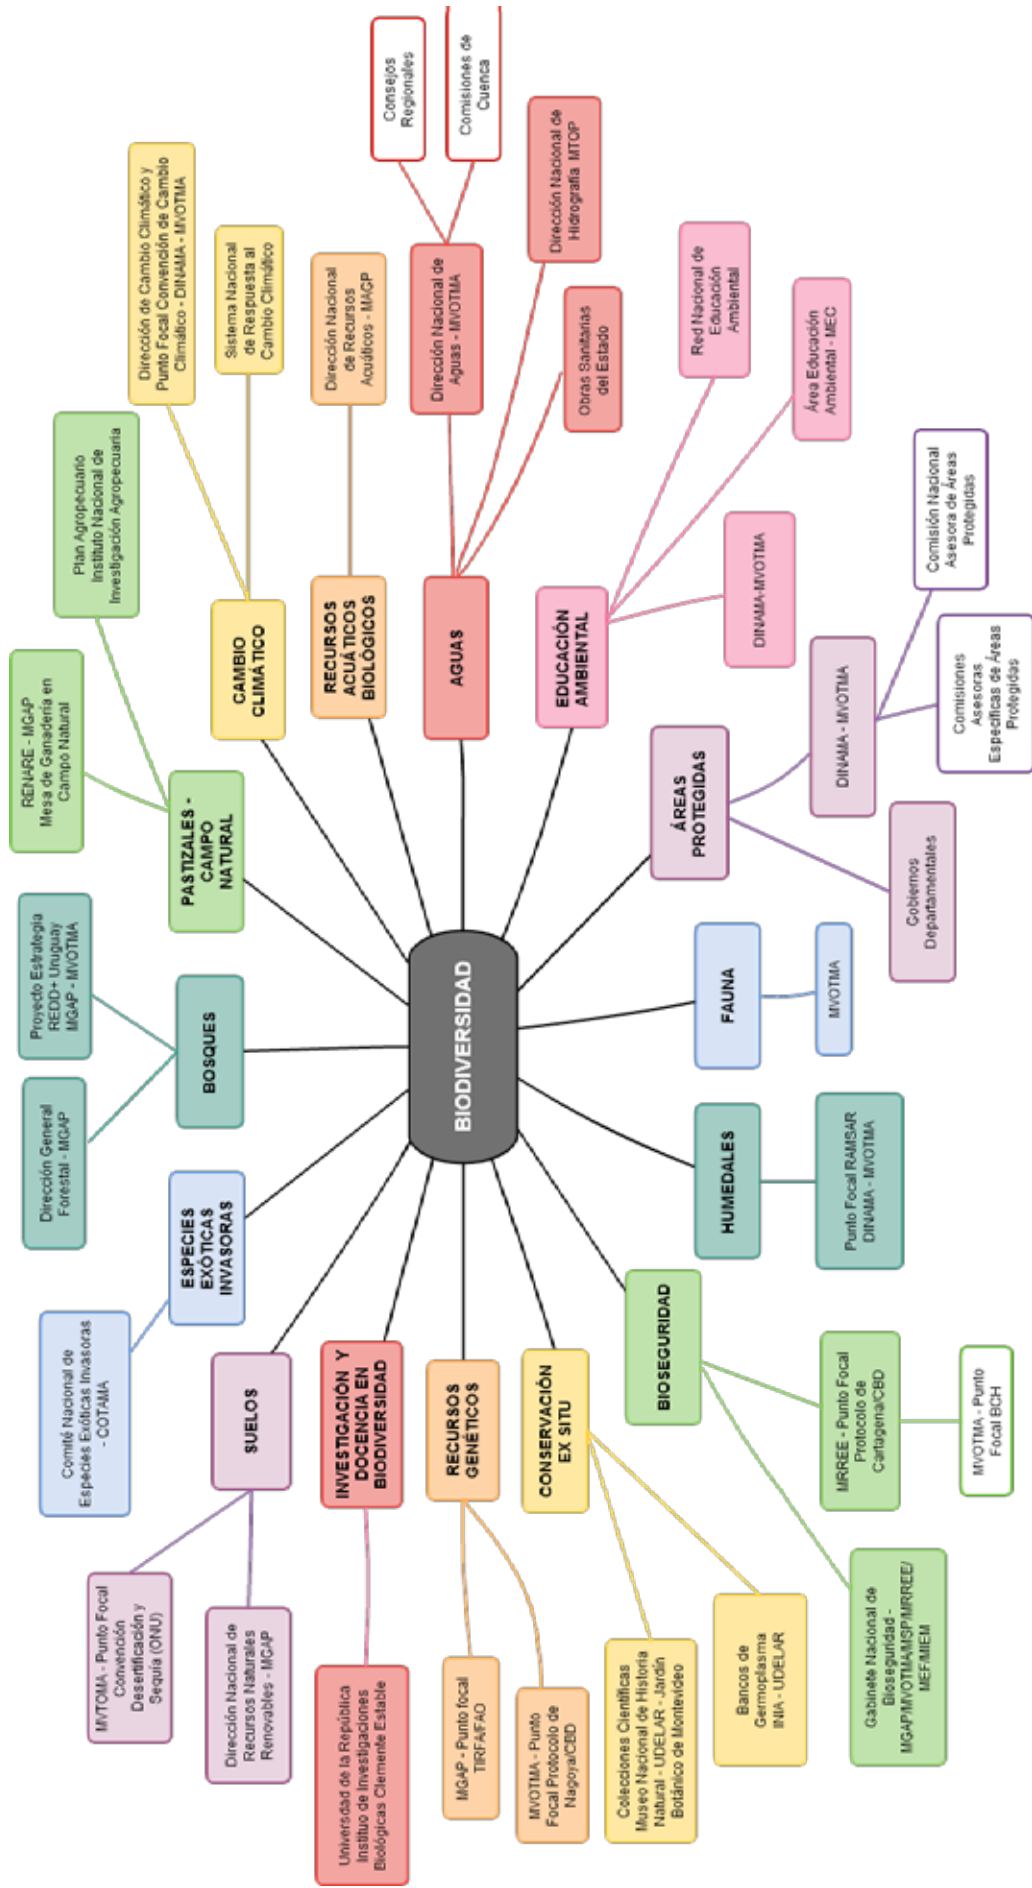 BIODIVERSIDAD
ESPECIES
EXÓTICAS
INVASORAS
Comité Nacional de
Especies Exóticas Invasoras
- COTAMA
BOSQUES
Dirección General
Forestal - MGAP
Proyecto Estrategia
REDD+ Uruguay
MGAP - MVOTMA
PASTIZALES -
CAMPO
NATURAL
RENARE - MGAP
Mesa de Ganadería en
Campo Natural
Plan Agropecuario
Instituto Nacional de
Investigación Agropecuaria
CAMBIO
CLIMÁTICO
Dirección de Cambio Climático y
Punto Focal Convención de Cambio
Climático - DINAMA - MVOTMA
Sistema Nacional
de Respuesta al
Cambio Climático
RECURSOS
ACUÁTICOS
BIOLÓGICOS
Dirección Nacional
de Recursos
Acuáticos - MAGP
AGUAS
Dirección Nacional de
Aguas - MVOTMA
Consejos
Regionales
Comisiones de
Cuenca
Dirección Nacional de
Hidrografía MTOP
Obras Sanitarias
del Estado
EDUCACIÓN
AMBIENTAL
Red Nacional de
Educación
Ambiental
Área Educación
Ambiental - MEC
DINAMA-MVOTMA
ÁREAS
PROTEGIDAS
DINAMA - MVOTMA
Comisión Nacional
Asesora de Áreas
Protegidas
Comisiones
Asesoras
Específicas de Áreas
Protegidas
Gobiernos
Departamentales
FAUNA
MVOTMA
HUMEDALES
Punto Focal RAMSAR
DINAMA - MVOTMA
BIOSEGURIDAD
MRREE - Punto Focal
Protocolo de
Cartagena/CBD
MVOTMA - Punto
Focal BCH
Gabinete Nacional de
Bioseguridad -
MGAP/MVOTMA/MSP/MRREE/
MEF/MIEM
CONSERVACIÓN
EX SITU
Bancos de
Germoplasma
INIA - UDELAR
Colecciones Científicas
Museo Nacional de Historia
Natural - UDELAR - Jardín
Botánico de Montevideo
RECURSOS
GENÉTICOS
MVOTMA - Punto
Focal Protocolo de
Nagoya/CBD
MGAP - Punto focal
TIRFA/FAO
INVESTIGACIÓN Y
DOCENCIA EN
BIODIVERSIDAD
Universdad de la República
Instituo de Investigaciones
Biológicas Clemente Estable
SUELOS
Dirección Nacional de
Recursos Naturales
Renovables - MGAP
MVTOMA - Punto Focal
Convención
Desertificación y
Sequía (ONU)